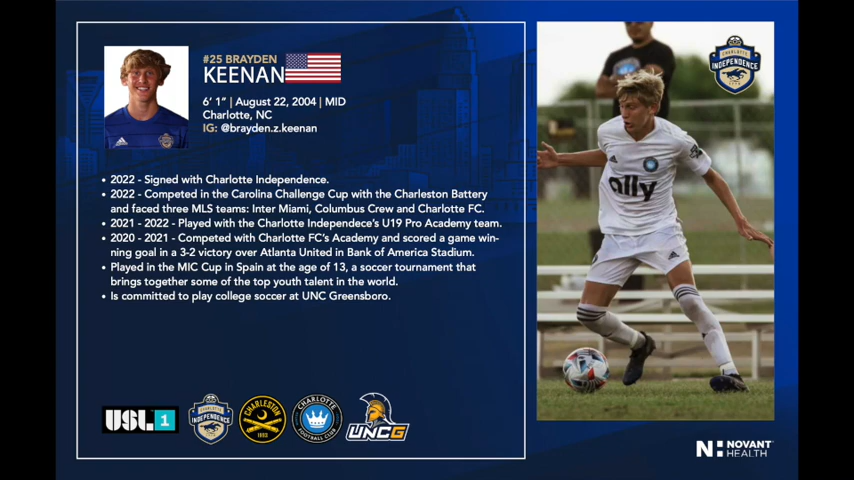 #25 BRAYDEN
KEENAN
6' 1" | August 22, 2004 | MID
Charlotte, NC
IG: @brayden.z.keenan
• 2022 - Signed with Charlotte Independence.
• 2022 - Competed in the Carolina Challenge Cup with the Charleston Battery
and faced three MLS teams: Inter Miami, Columbus Crew and Charlotte FC.
• 2021 - 2022 - Played with the Charlotte Independece's U19 Pro Academy team.
• 2020 - 2021 - Competed with Charlotte FC's Academy and scored a game win-
ning goal in a 3-2 victory over Atlanta United in Bank of America Stadium.
• Played in the MIC Cup in Spain at the age of 13, a soccer tournament that
brings together some of the top youth talent in the world.
• Is committed to play college soccer at UNC Greensboro.
USL 1
CHARLOTTE
INDEPENDENCE
CHARLESTON
CHARLOTTE
FOOTBALL CLUB
UNCG
CHARLOTTE
INDEPENDENCE
ally
N: NOVANT
HEALTH